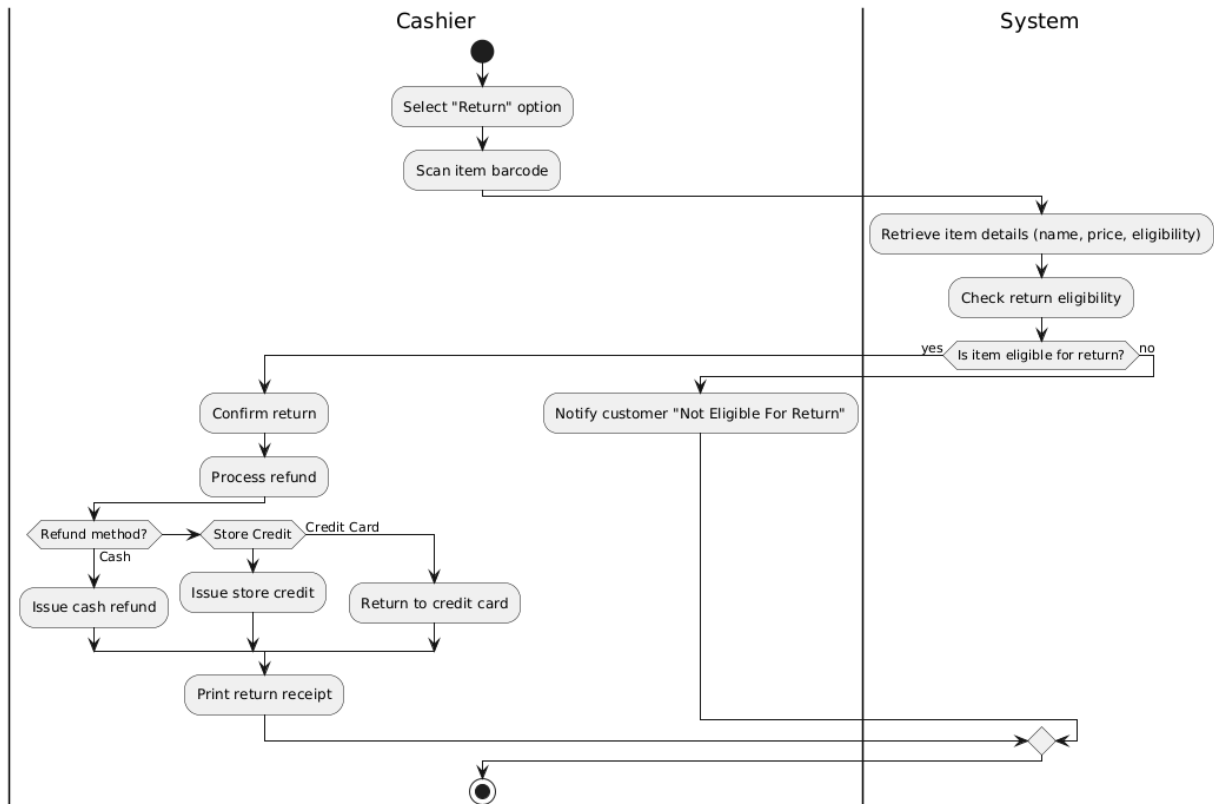 Cashier
System
Select "Return" option
Scan item barcode
Retrieve item details (name, price, eligibility)
Check return eligibility
yes
Is item eligible for return?
no
Confirm return
Notify customer "Not Eligible For Return"
Process refund
Refund method?
Store Credit
Credit Card
Cash
Issue cash refund
Issue store credit
Return to credit card
Print return receipt